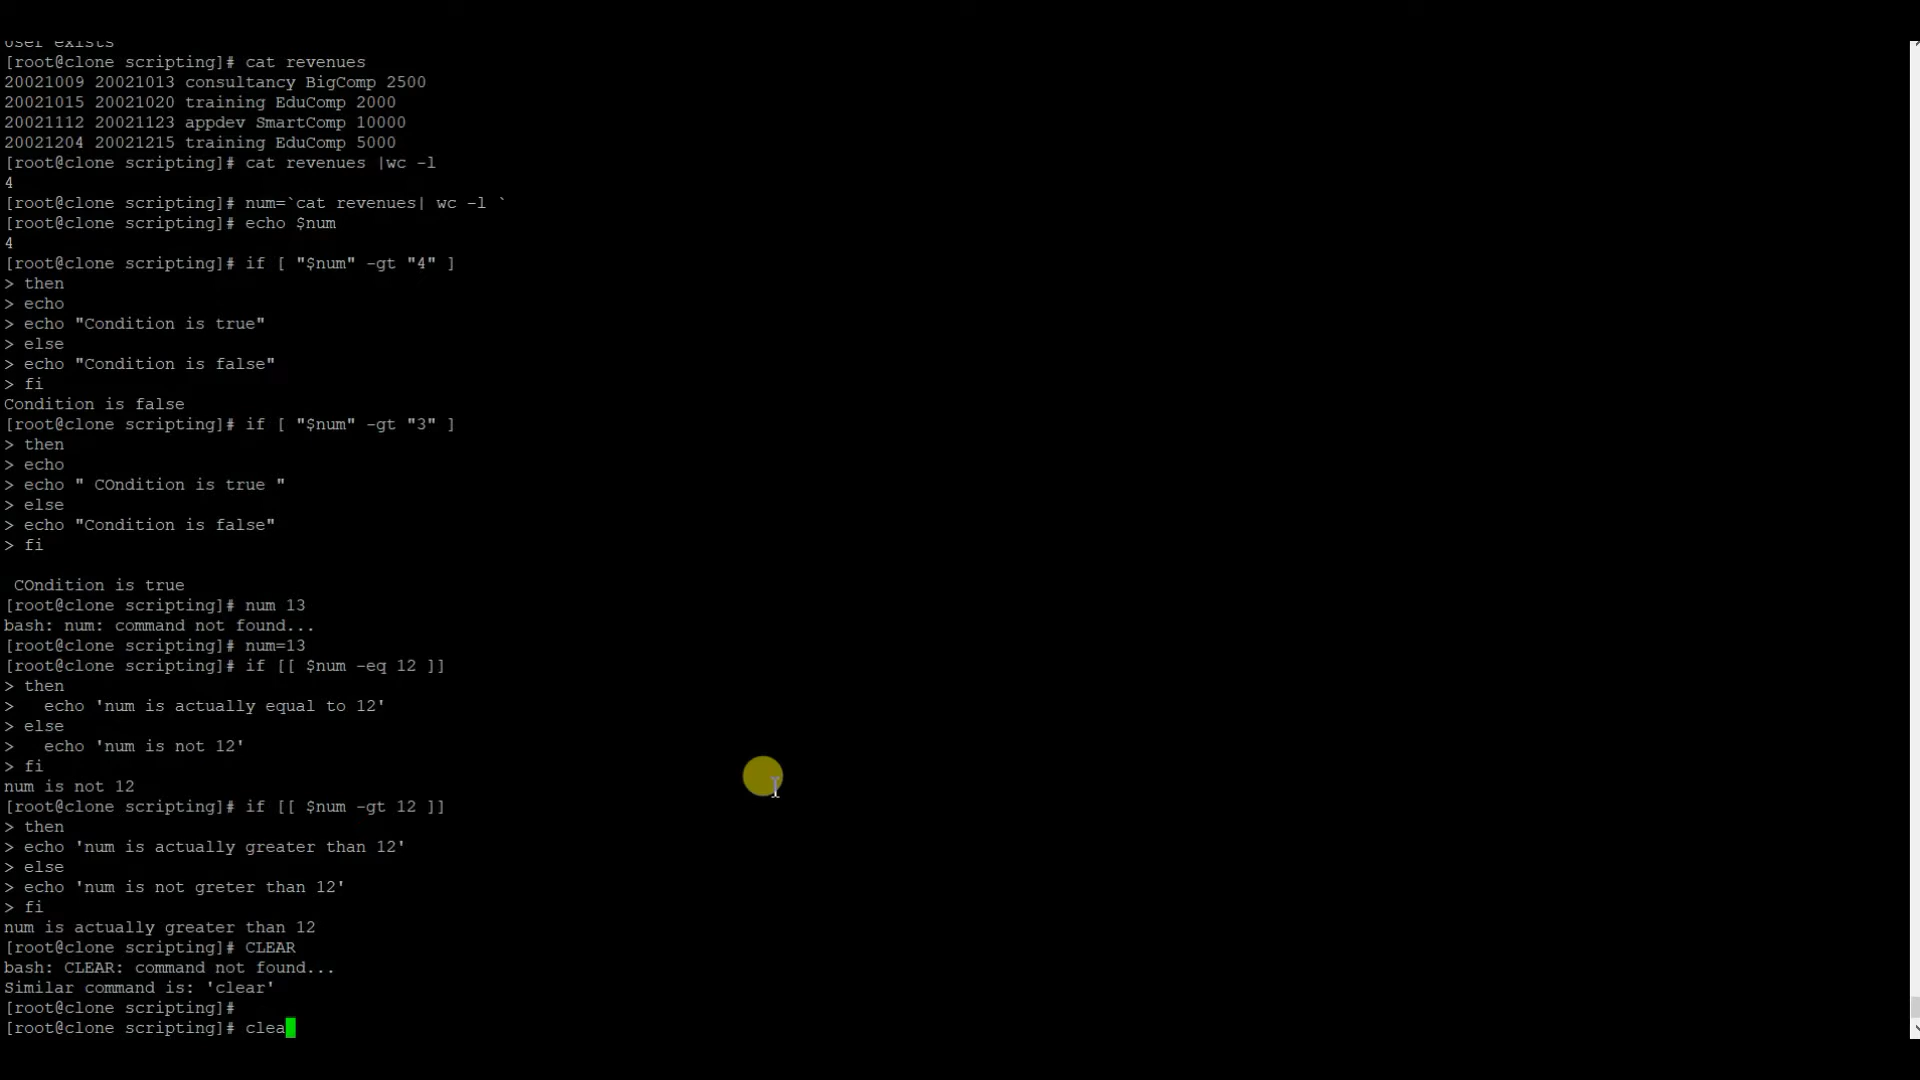 User exists
[root@clone scripting]# cat revenues
20021009 20021013 consultancy BigComp 2500
20021015 20021020 training EduComp 2000
20021112 20021123 appdev SmartComp 10000
20021204 20021215 training EduComp 5000
[root@clone scripting]# cat revenues |wc -l
4
[root@clone scripting]# num=`cat revenues| wc -l `
[root@clone scripting]# echo $num
4
[root@clone scripting]# if [ "$num" -gt "4" ]
> then
> echo
> echo "Condition is true"
> else
> echo "Condition is false"
> fi
Condition is false
[root@clone scripting]# if [ "$num" -gt "3" ]
> then
> echo
> echo " COndition is true "
> else
> echo "Condition is false"
> fi
 COndition is true
[root@clone scripting]# num 13
bash: num: command not found...
[root@clone scripting]# num=13
[root@clone scripting]# if [[ $num -eq 12 ]]
> then
>   echo 'num is actually equal to 12'
> else
>   echo 'num is not 12'
> fi
num is not 12
[root@clone scripting]# if [[ $num -gt 12 ]]
> then
> echo 'num is actually greater than 12'
> else
> echo 'num is not greter than 12'
> fi
num is actually greater than 12
[root@clone scripting]# CLEAR
bash: CLEAR: command not found...
Similar command is: 'clear'
[root@clone scripting]#
[root@clone scripting]# clea